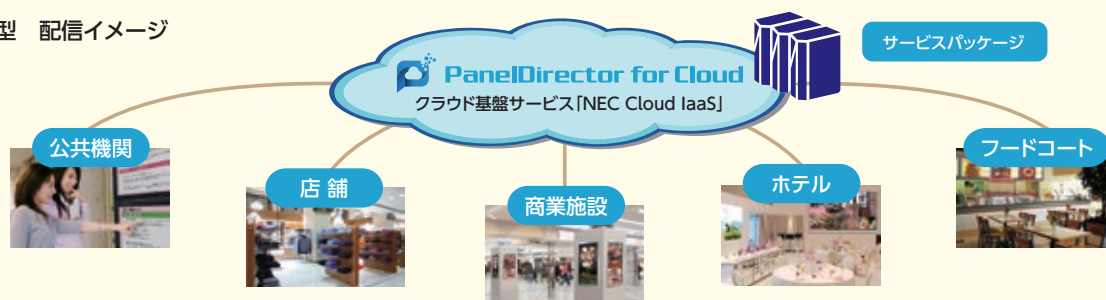 型　配信イメージ
PanelDirector for Cloud
クラウド基盤サービス「NEC Cloud IaaS」
サービスパッケージ
公共機関
店 舗
商業施設
ホテル
フードコート